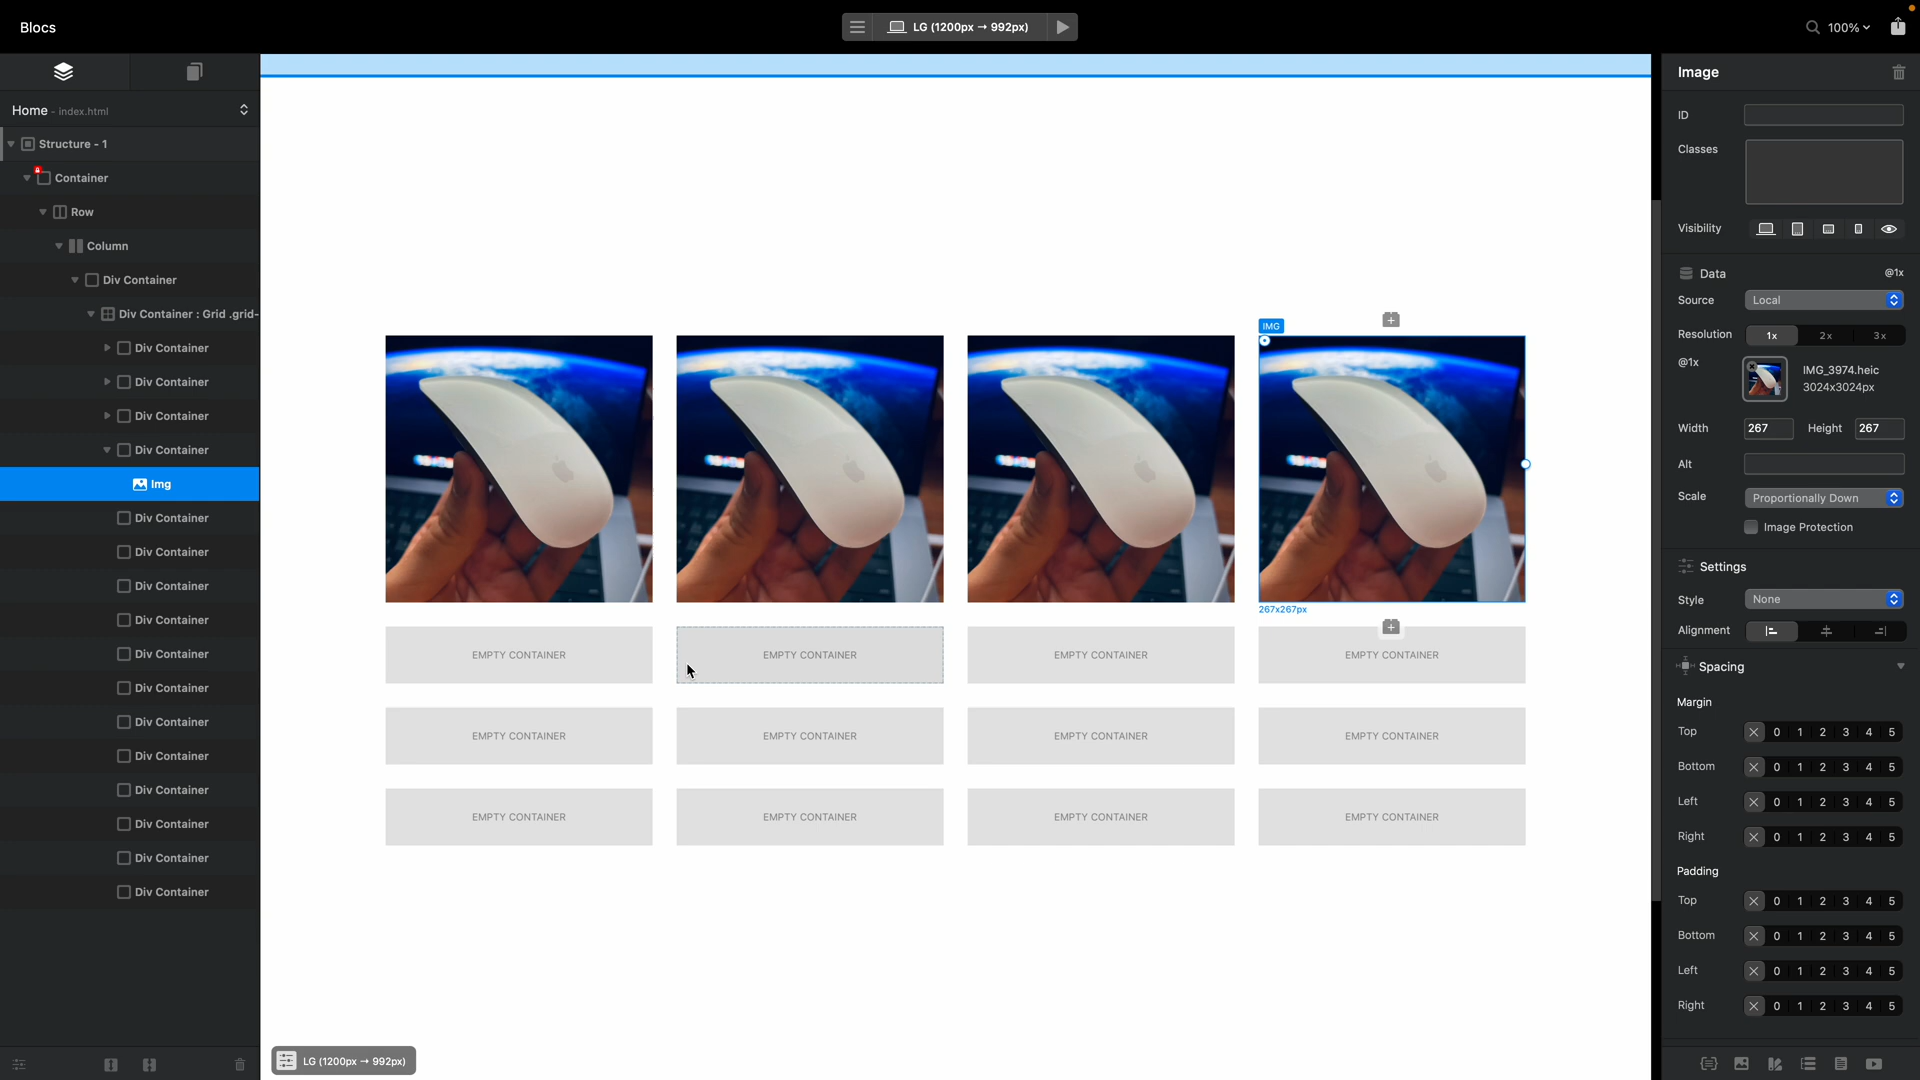 Blocs
LG (1200px → 992px)
100%
Home - index.html
Structure - 1
Container
Row
Column
Div Container
Div Container : Grid .grid-
Div Container
Div Container
Div Container
Div Container
Img
Div Container
Div Container
Div Container
Div Container
Div Container
Div Container
Div Container
Div Container
Div Container
Div Container
Div Container
Div Container
IMG
267x267px
EMPTY CONTAINER EMPTY CONTAINER EMPTY CONTAINER EMPTY CONTAINER
EMPTY CONTAINER EMPTY CONTAINER EMPTY CONTAINER EMPTY CONTAINER
EMPTY CONTAINER EMPTY CONTAINER EMPTY CONTAINER EMPTY CONTAINER
LG (1200px → 992px)
Image
ID
Classes
Visibility
Data @1x
Source Local
Resolution 1x 2x 3x
@1x IMG_3974.heic
3024x3024px
Width 267 Height 267
Alt
Scale Proportionally Down
Image Protection
Settings
Style None
Alignment
Spacing
Margin
Top 0 1 2 3 4 5
Bottom 0 1 2 3 4 5
Left 0 1 2 3 4 5
Right 0 1 2 3 4 5
Padding
Top 0 1 2 3 4 5
Bottom 0 1 2 3 4 5
Left 0 1 2 3 4 5
Right 0 1 2 3 4 5